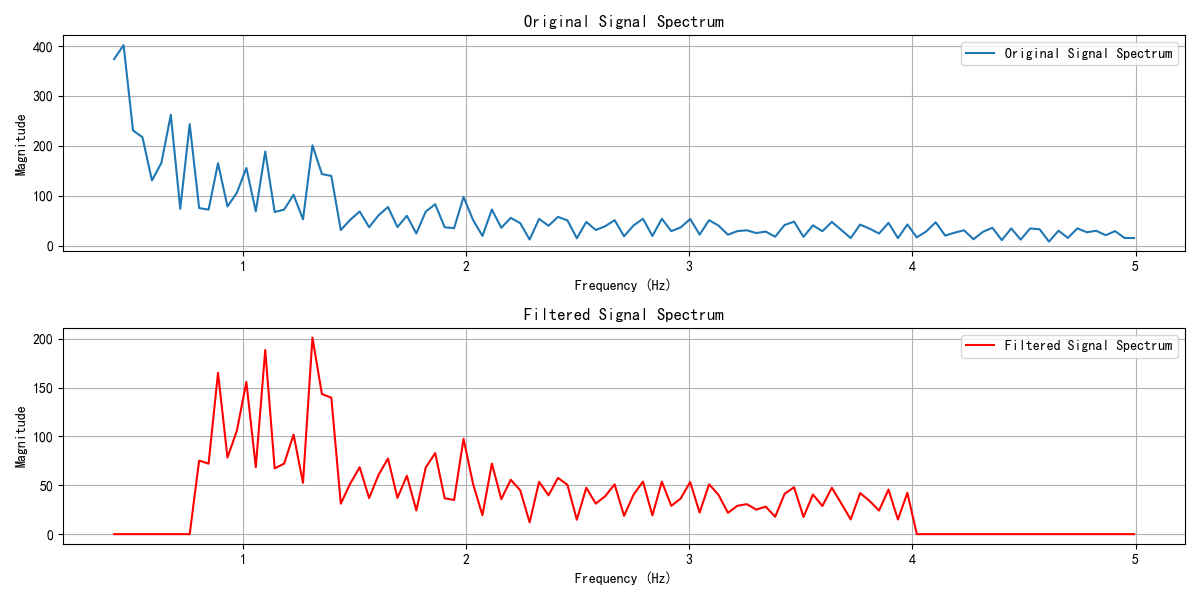 Original Signal Spectrum
Original Signal Spectrum
400
300
200
100
0
Magnitude
1 2 3 4 5
Frequency (Hz)
Filtered Signal Spectrum
Filtered Signal Spectrum
200
150
100
50
0
Magnitude
1 2 3 4 5
Frequency (Hz)